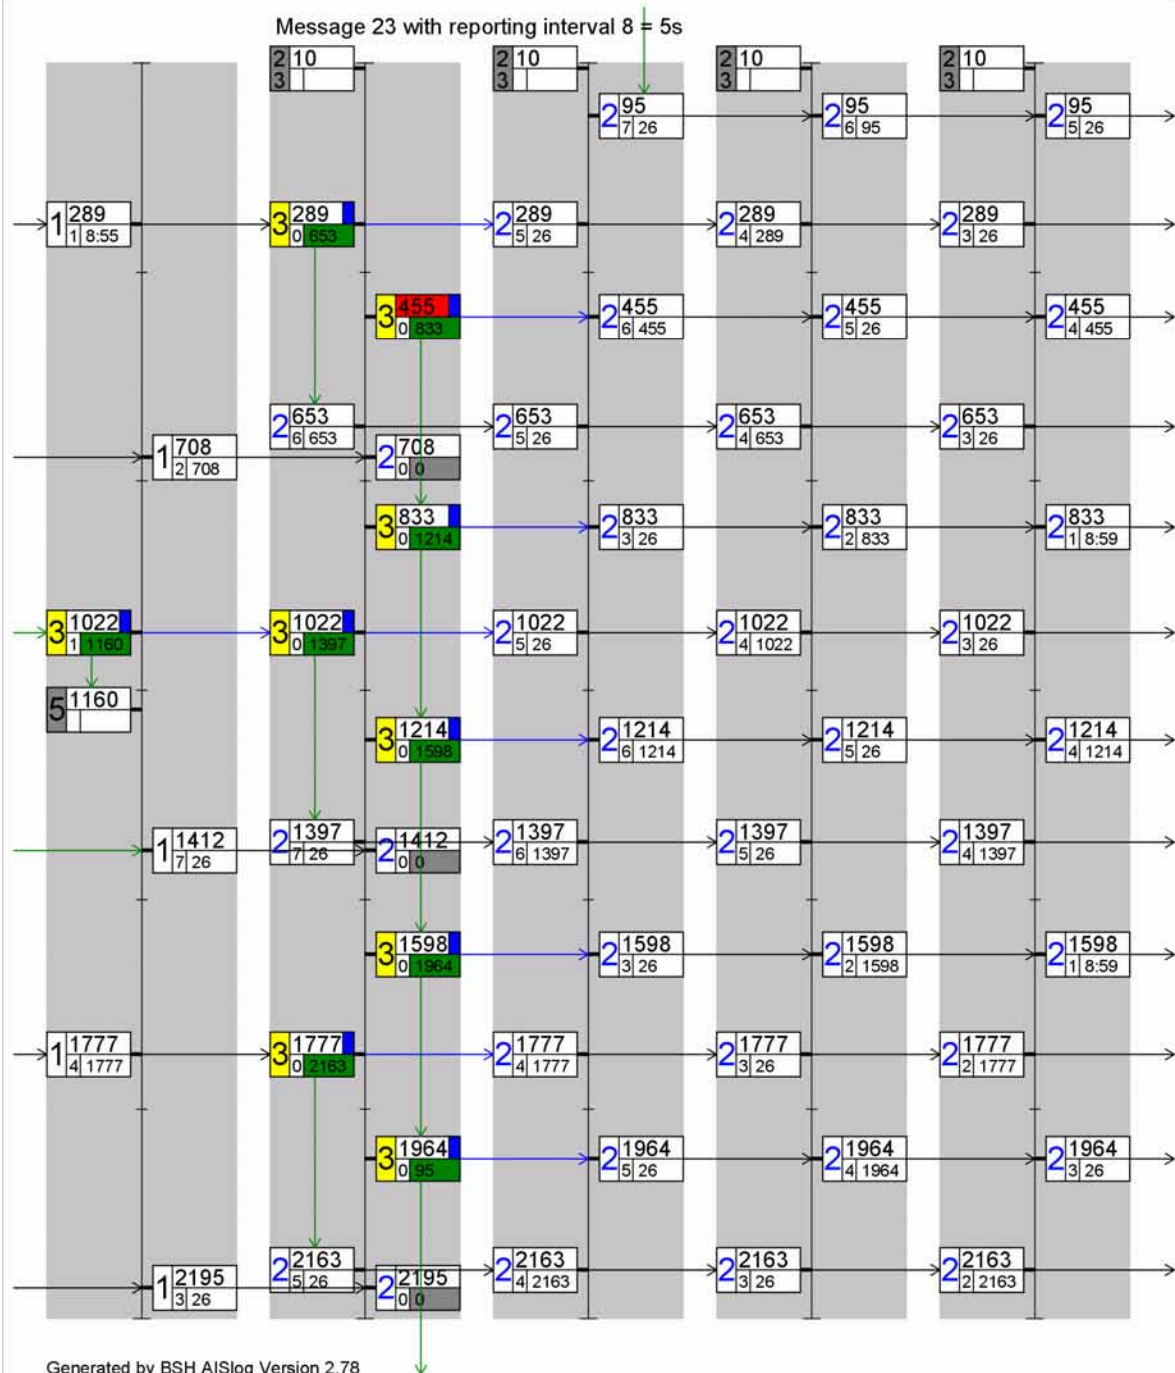 Message 23 with reporting interval 8 = 5s
2 10 2 10 2 10 2 10
3 3 3 3
2 95 2 95 2 95
7 26 6 95 5 26
1 289 3 289 2 289 2 289 2 289
1 8:55 0 653 5 26 4 289 3 26
3 455 2 455 2 455 2 455
0 833 6 455 5 26 4 455
2 653 2 653 2 653 2 653
6 653 5 26 4 653 3 26
1 708 2 708
2 708 0 0
3 833 2 833 2 833 2 833
0 1214 3 26 2 833 1 8:59
3 1022 3 1022 2 1022 2 1022 2 1022
1 1160 0 1397 5 26 4 1022 3 26
5 1160
3 1214 2 1214 2 1214 2 1214
0 1598 6 1214 5 26 4 1214
1 1412 2 1397 2 1412 2 1397 2 1397 2 1397
7 26 7 26 0 0 6 1397 5 26 4 1397
3 1598 2 1598 2 1598 2 1598
0 1964 3 26 2 1598 1 8:59
1 1777 3 1777 2 1777 2 1777 2 1777
4 1777 0 2163 4 1777 3 26 2 1777
3 1964 2 1964 2 1964 2 1964
0 95 5 26 4 1964 3 26
2 2163 2 2163 2 2163 2 2163
5 26 4 2163 3 26 2 2163
1 2195 2 2195
3 26 0 0
Generated by BSH AISlog Version 2.78